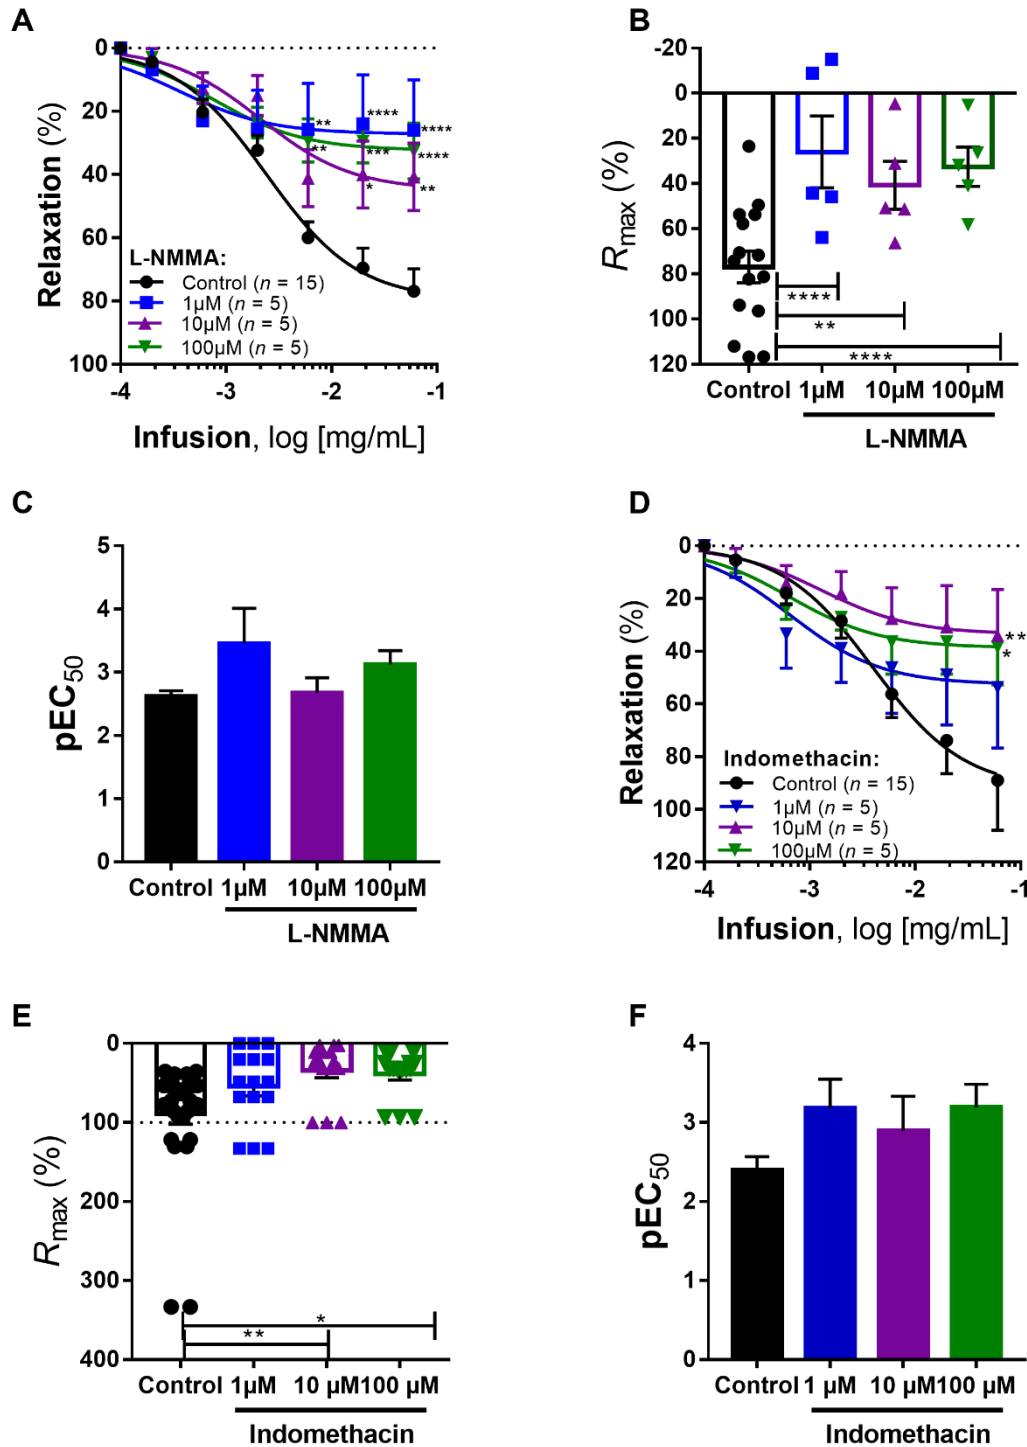 A
0
20
40
60
80
100
Relaxation (%)
**
****
****
**
***
****
*
**
L-NMMA:
Control (n = 15)
1µM (n = 5)
10µM (n = 5)
100µM (n = 5)
-4 -3 -2 -1
Infusion, log [mg/mL]
B
-20
0
20
40
60
80
100
120
Rmax (%)
****
**
****
Control 1µM 10µM 100µM
L-NMMA
C
5
4
3
2
1
0
pEC50
Control 1µM 10µM 100µM
L-NMMA
D
0
20
40
60
80
100
120
Relaxation (%)
**
*
Indomethacin:
Control (n = 15)
1µM (n = 5)
10µM (n = 5)
100µM (n = 5)
-4 -3 -2 -1
Infusion, log [mg/mL]
E
0
100
200
300
400
Rmax (%)
*
**
Control 1µM 10 µM 100 µM
Indomethacin
F
4
3
2
1
0
pEC50
Control 1 µM 10 µM 100 µM
Indomethacin